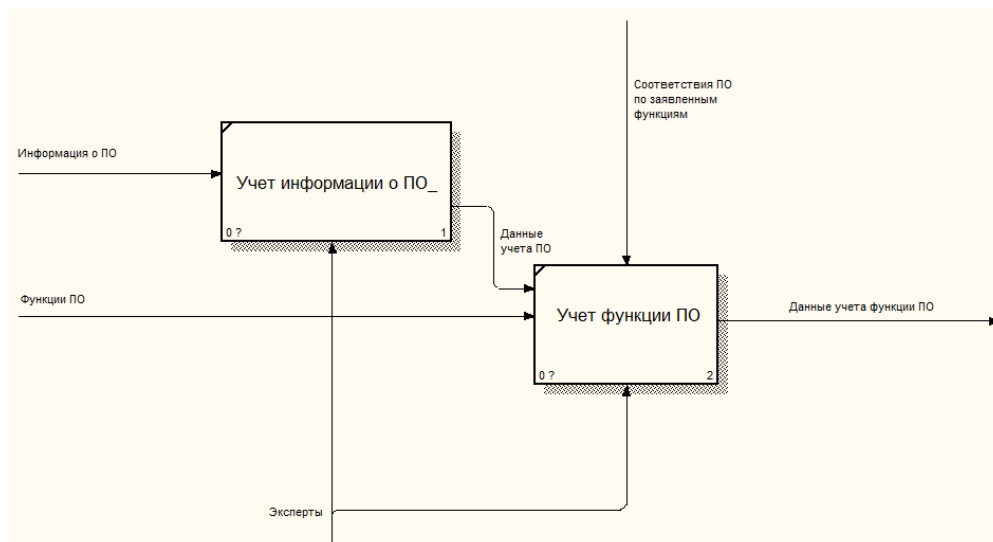 Соответствия ПО
по заявленным
функциям
Информация о ПО
Учет информации о ПО_
0 ?
1
Данные
учета ПО
Функции ПО
Учет функции ПО
0 ?
2
Данные учета функции ПО
Эксперты